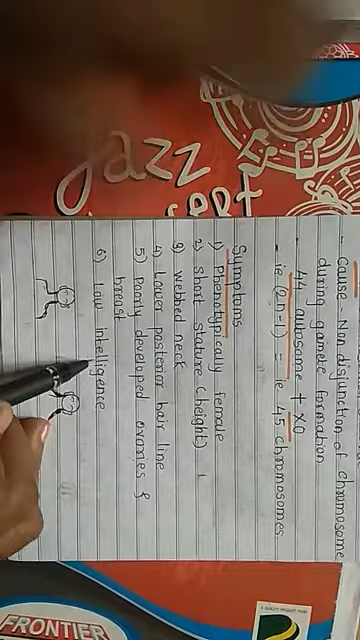 jazz
- Cause - Non disjunction of chromosome
during gamete formation
44 autosome + XO
- ie (2n-1) = ie 45 chromosomes
Symptoms
1) Phenotypically female
2) short stature (height)
3) webbed neck
4) Lower posterior hair line
5) Poorly developed ovaries &
breast
6) Low intelligence
FRONTIER